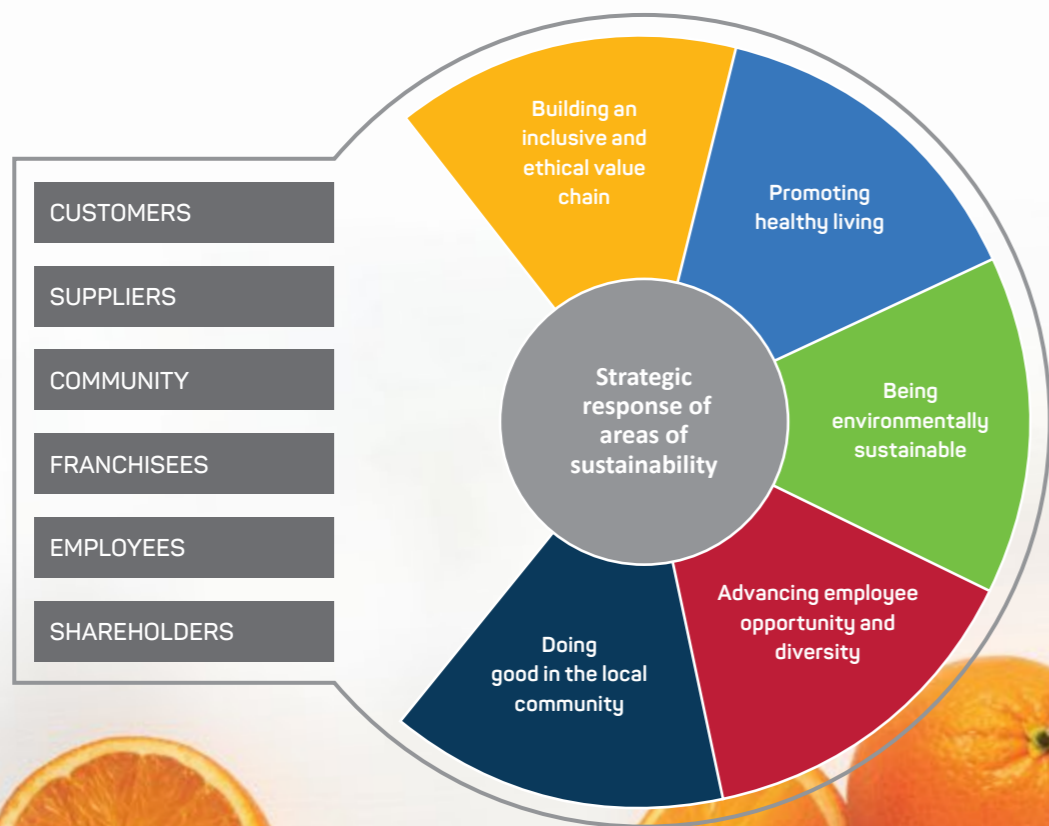 CUSTOMERS
SUPPLIERS
COMMUNITY
FRANCHISEES
EMPLOYEES
SHAREHOLDERS
Building an
inclusive and
ethical value
chain
Promoting
healthy living
Being
environmentally
sustainable
Advancing employee
opportunity and
diversity
Doing
good in the local
community
Strategic
response of
areas of
sustainability